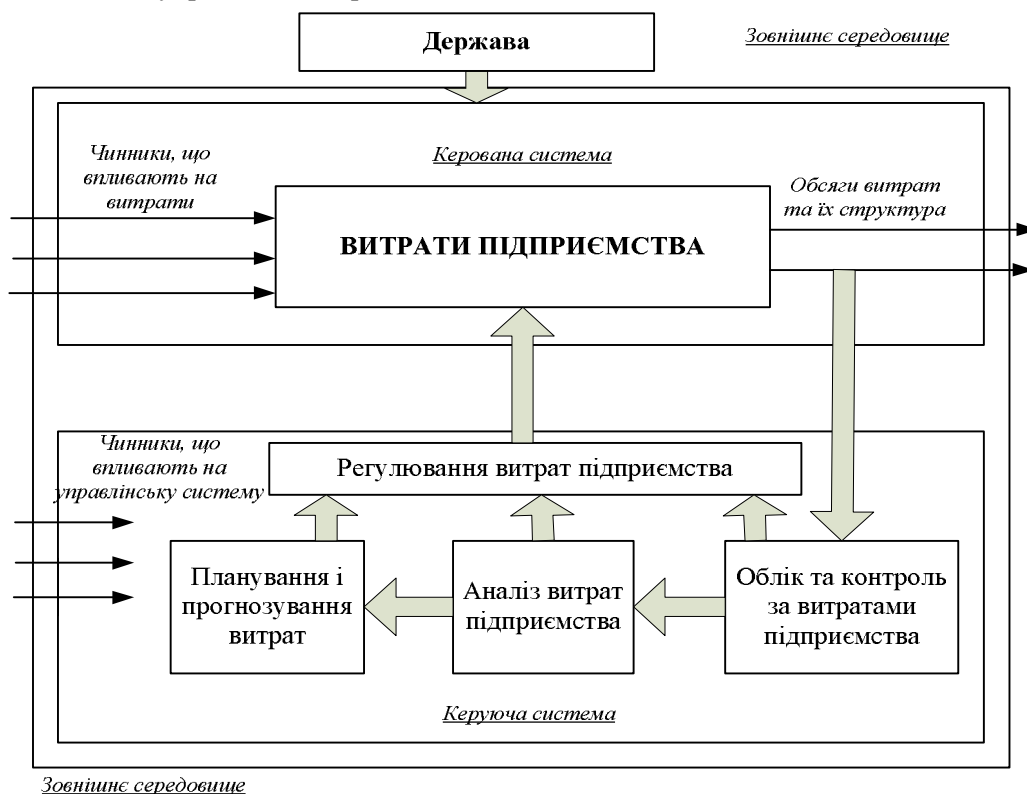 Держава
Зовнішнє середовище
Керована система
Чинники, що
впливають на
витрати
ВИТРАТИ ПІДПРИЄМСТВА
Обсяги витрат
та їх структура
Чинники, що
впливають на
управлінську систему
Регулювання витрат підприємства
Планування і
прогнозування
витрат
Аналіз витрат
підприємства
Облік та контроль
за витратами
підприємства
Керуюча система
Зовнішнє середовище